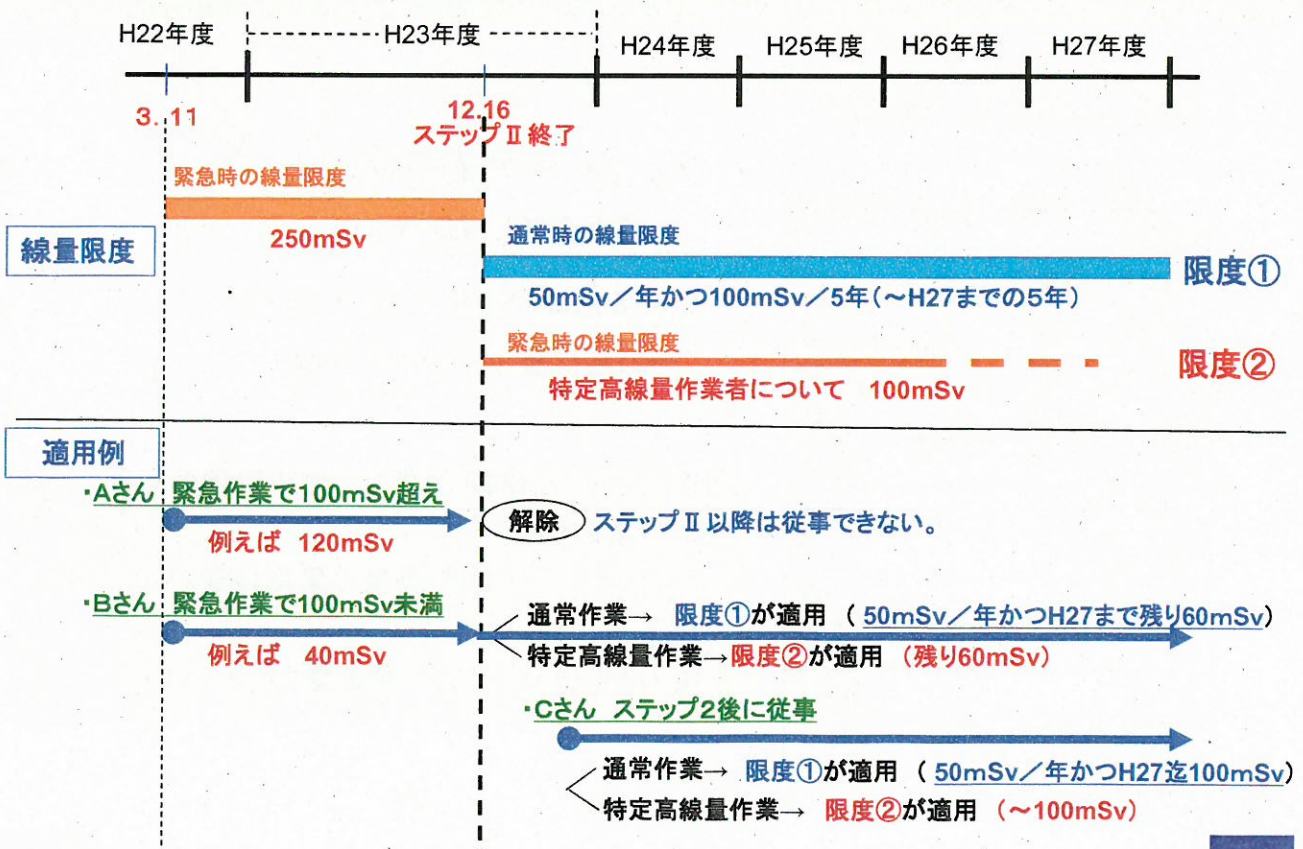 H22年度 H23年度 H24年度 H25年度 H26年度 H27年度
3.11
12.16
ステップⅡ終了
緊急時の線量限度
250mSv
線量限度
通常時の線量限度
限度①
50mSv／年かつ100mSv／5年(～H27までの5年)
緊急時の線量限度
限度②
特定高線量作業者について 100mSv
適用例
・Aさん 緊急作業で100mSv超え
例えば 120mSv
解除 ステップⅡ以降は従事できない。
・Bさん 緊急作業で100mSv未満
例えば 40mSv
通常作業→ 限度①が適用 (50mSv／年かつH27まで残り60mSv)
特定高線量作業→限度②が適用 (残り60mSv)
・Cさん ステップ2後に従事
通常作業→ 限度①が適用 (50mSv／年かつH27迄100mSv)
特定高線量作業→ 限度②が適用 (～100mSv)